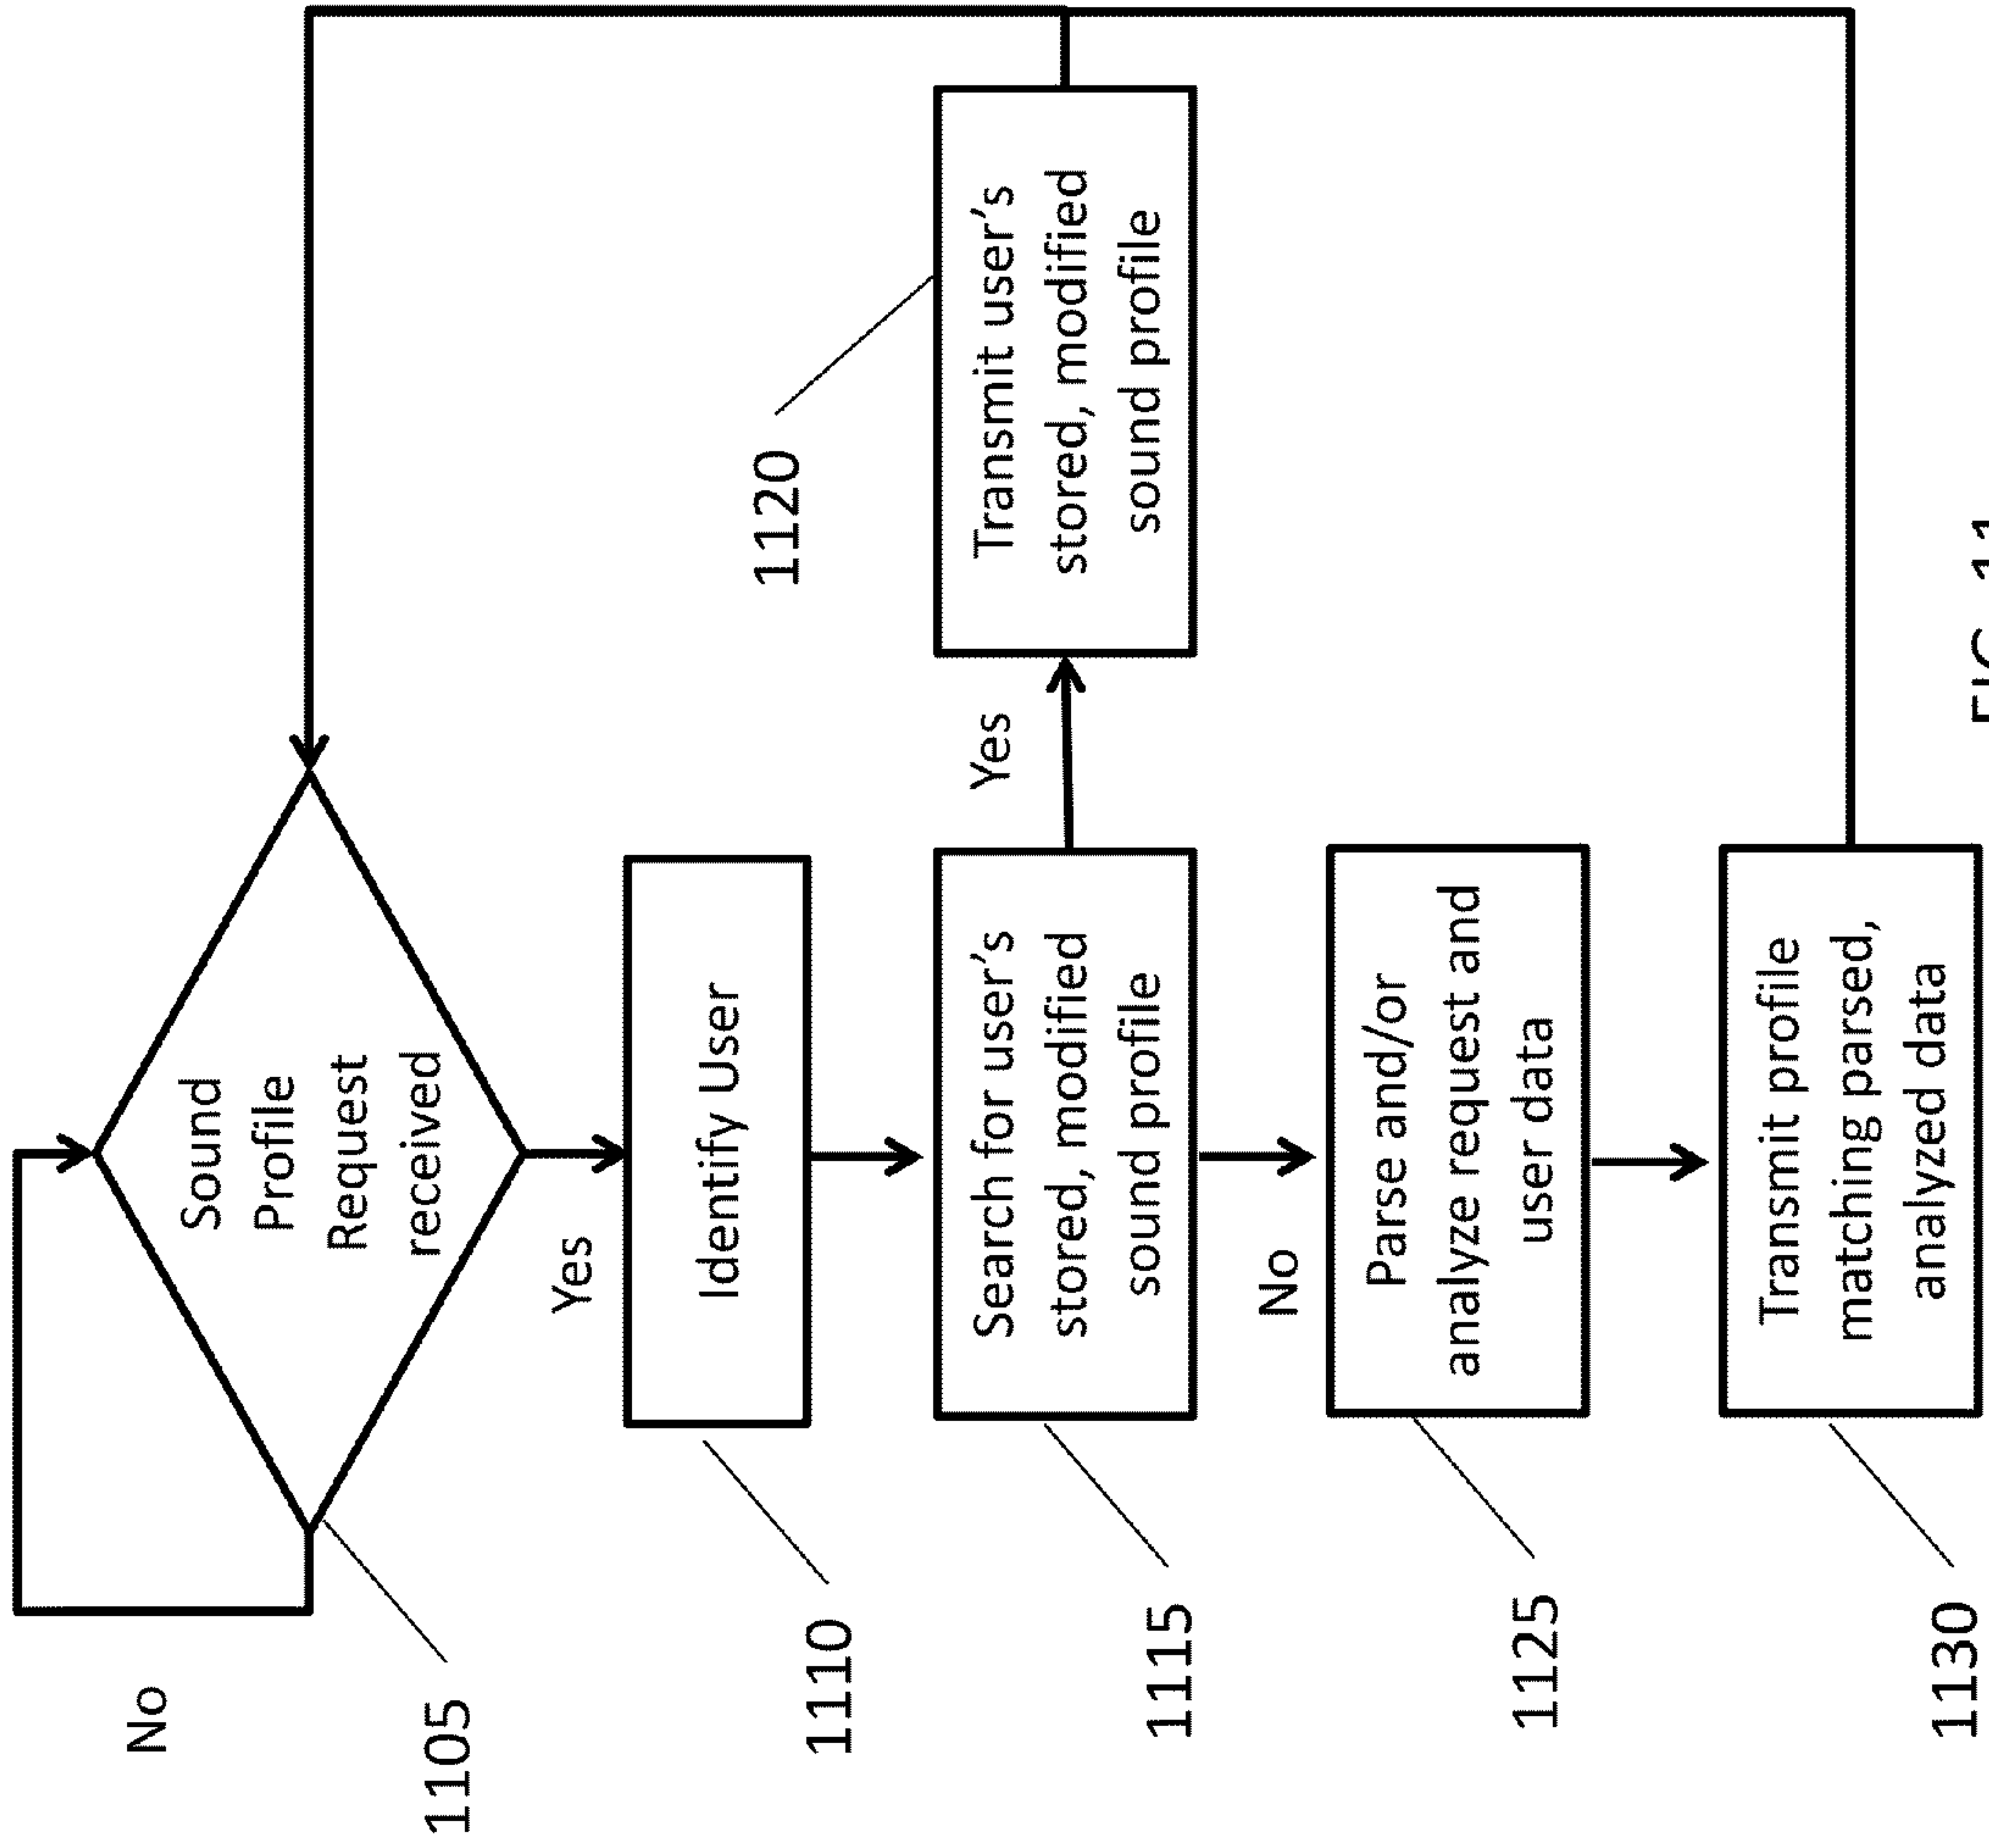 No
Sound
Profile
Request
received
1105
Yes
1110
Identify User
1115
Search for user's
stored, modified
sound profile
Yes
1120
Transmit user's
stored, modified
sound profile
No
1125
Parse and/or
analyze request and
user data
1130
Transmit profile
matching parsed,
analyzed data
FIG. 11